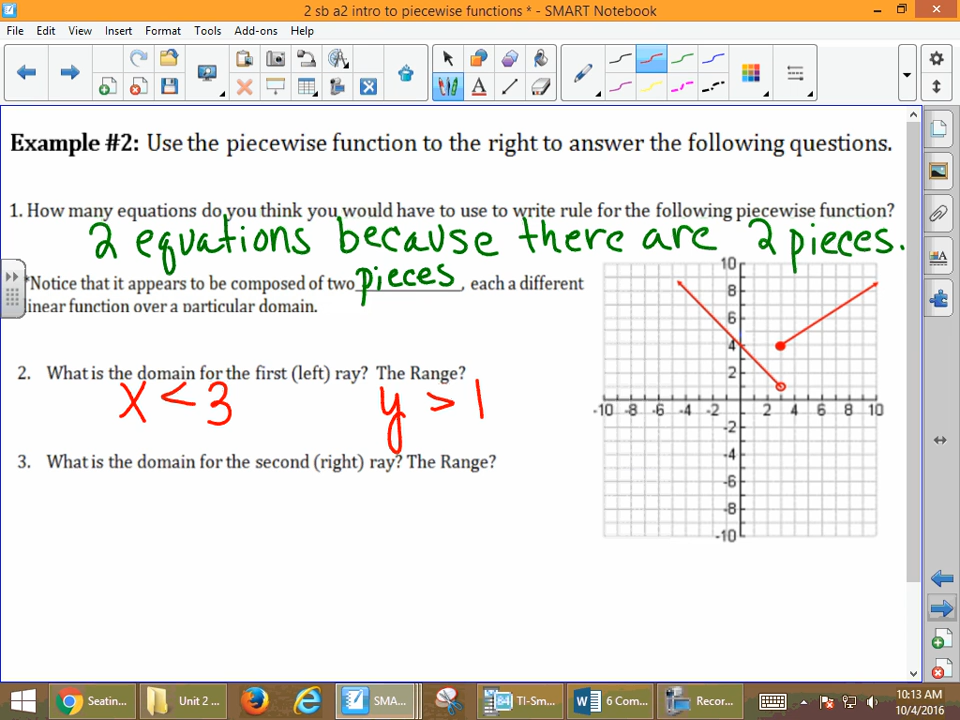 2 sb a2 intro to piecewise functions * - SMART Notebook
File Edit View Insert Format Tools Add-ons Help
Example #2: Use the piecewise function to the right to answer the following questions.
1. How many equations do you think you would have to use to write rule for the following piecewise function?
2 equations because there are 2 pieces.
*Notice that it appears to be composed of two pieces, each a different
linear function over a particular domain.
2. What is the domain for the first (left) ray? The Range?
x < 3 y > 1
3. What is the domain for the second (right) ray? The Range?
10
8
6
4
2
-10 -8 -6 -4 -2 2 4 6 8 10
-2
-4
-6
-8
-10
Seatin... Unit 2 ... SMA... TI-Sm... 6 Com... Recor...
10:13 AM
10/4/2016